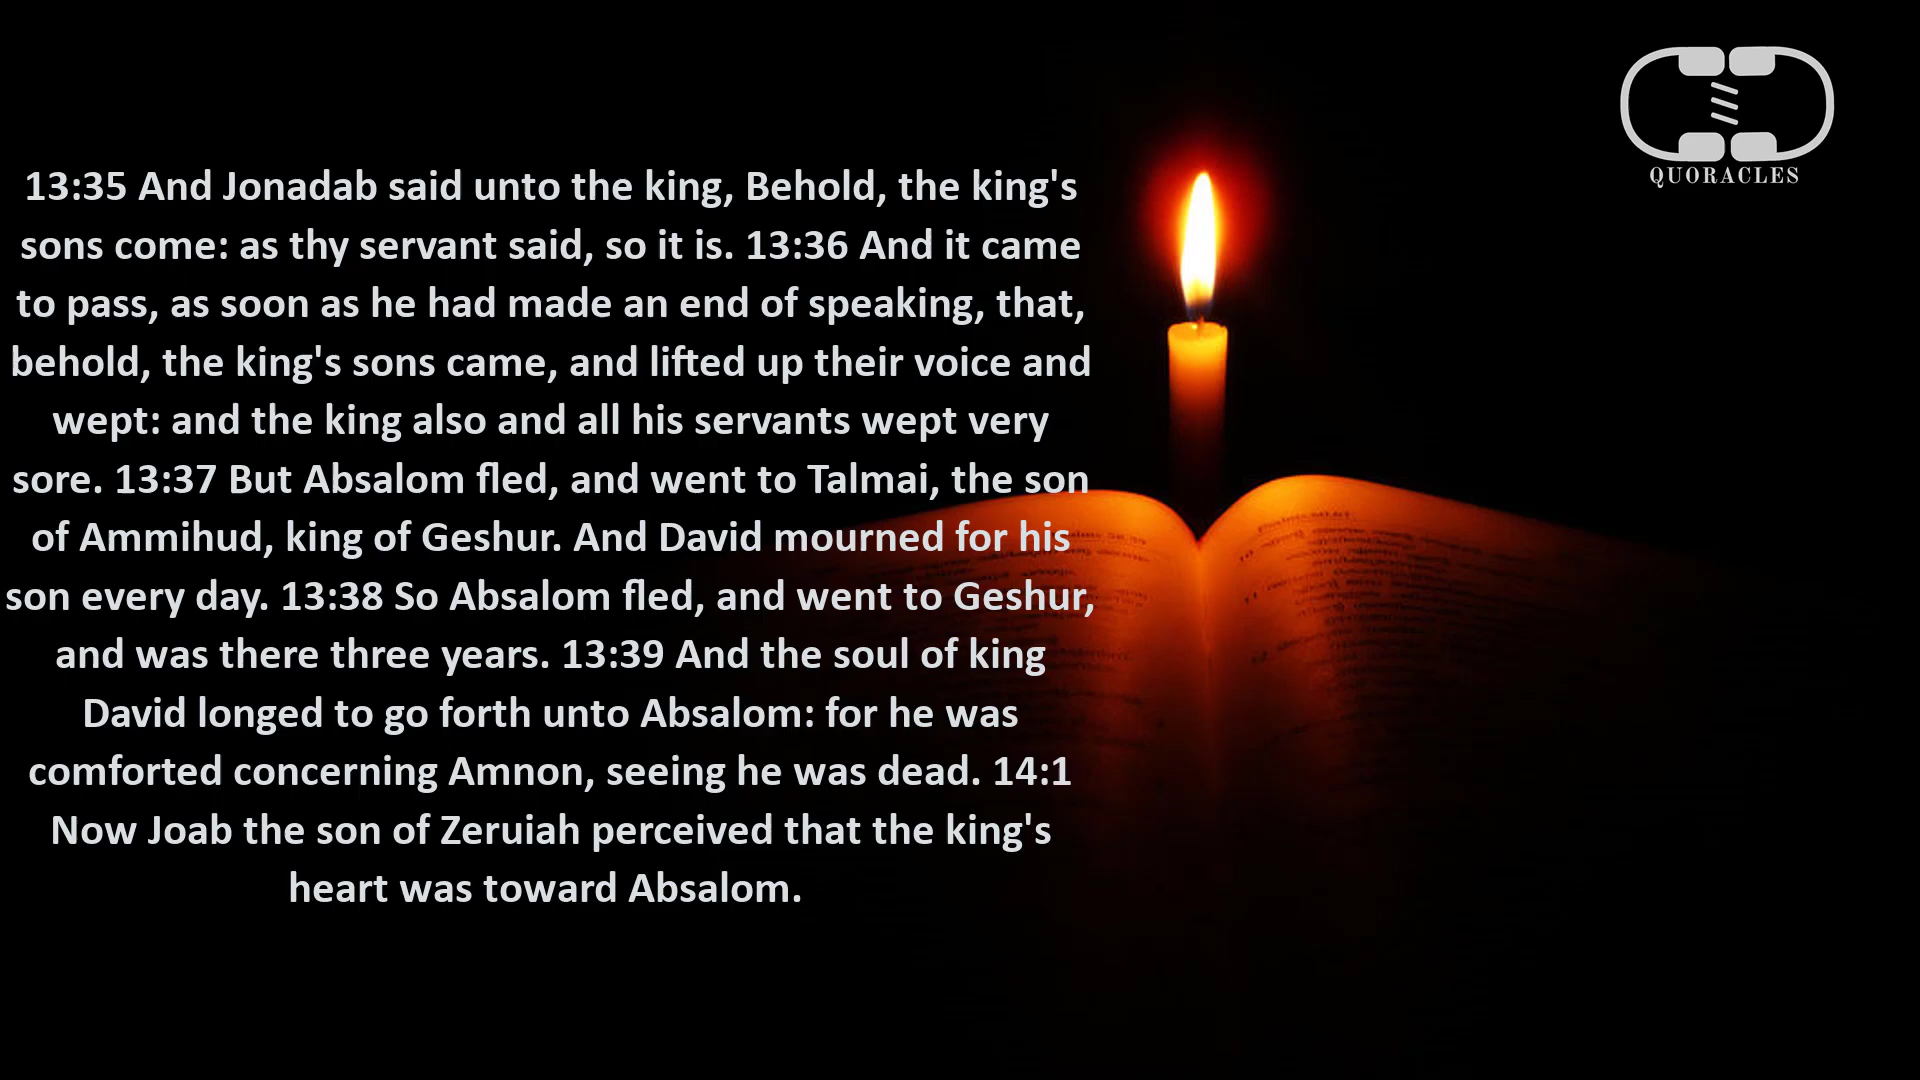 13:35 And Jonadab said unto the king, Behold, the king's
sons come: as thy servant said, so it is. 13:36 And it came
to pass, as soon as he had made an end of speaking, that,
behold, the king's sons came, and lifted up their voice and
wept: and the king also and all his servants wept very
sore. 13:37 But Absalom fled, and went to Talmai, the son
of Ammihud, king of Geshur. And David mourned for his
son every day. 13:38 So Absalom fled, and went to Geshur,
and was there three years. 13:39 And the soul of king
David longed to go forth unto Absalom: for he was
comforted concerning Amnon, seeing he was dead. 14:1
Now Joab the son of Zeruiah perceived that the king's
heart was toward Absalom.
QUORACLES